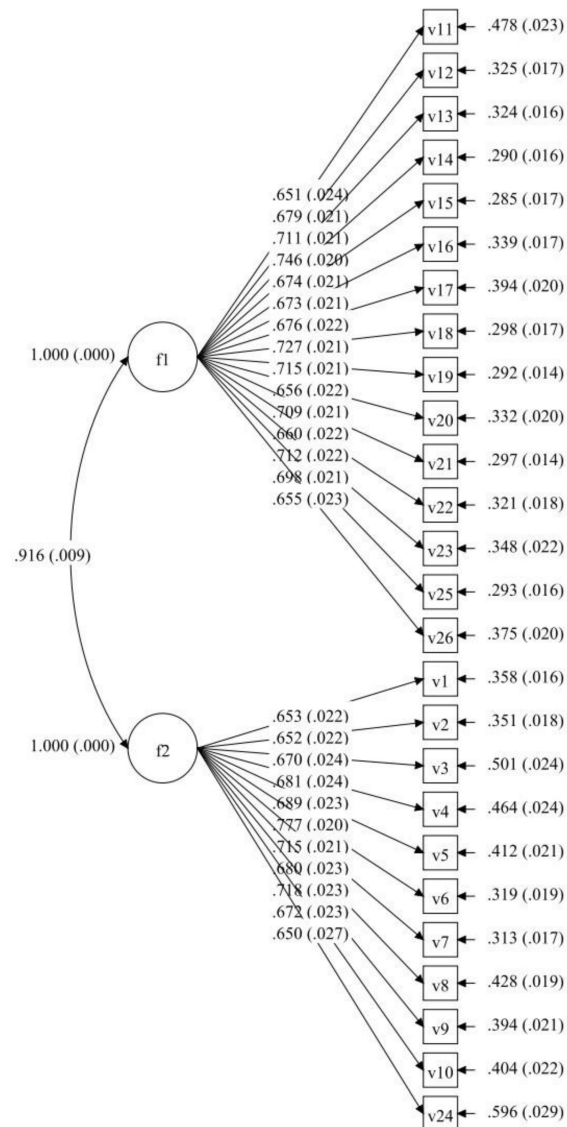 v11 .478 (.023)
v12 .325 (.017)
v13 .324 (.016)
v14 .290 (.016)
.651 (.024)
v15 .285 (.017)
.679 (.021)
.711 (.021)
v16 .339 (.017)
.746 (.020)
.674 (.021)
v17 .394 (.020)
.673 (.021)
.676 (.022)
v18 .298 (.017)
.727 (.021)
1.000 (.000) f1
.715 (.021)
v19 .292 (.014)
.656 (.022)
.709 (.021)
v20 .332 (.020)
.660 (.022)
.712 (.022)
v21 .297 (.014)
.698 (.021)
.655 (.023)
v22 .321 (.018)
v23 .348 (.022)
.916 (.009)
v25 .293 (.016)
v26 .375 (.020)
v1 .358 (.016)
.653 (.022)
v2 .351 (.018)
.652 (.022)
1.000 (.000) f2
.670 (.024)
v3 .501 (.024)
.681 (.024)
.689 (.023)
v4 .464 (.024)
.777 (.020)
.715 (.021)
v5 .412 (.021)
.680 (.023)
.718 (.023)
v6 .319 (.019)
.672 (.023)
.650 (.027)
v7 .313 (.017)
v8 .428 (.019)
v9 .394 (.021)
v10 .404 (.022)
v24 .596 (.029)